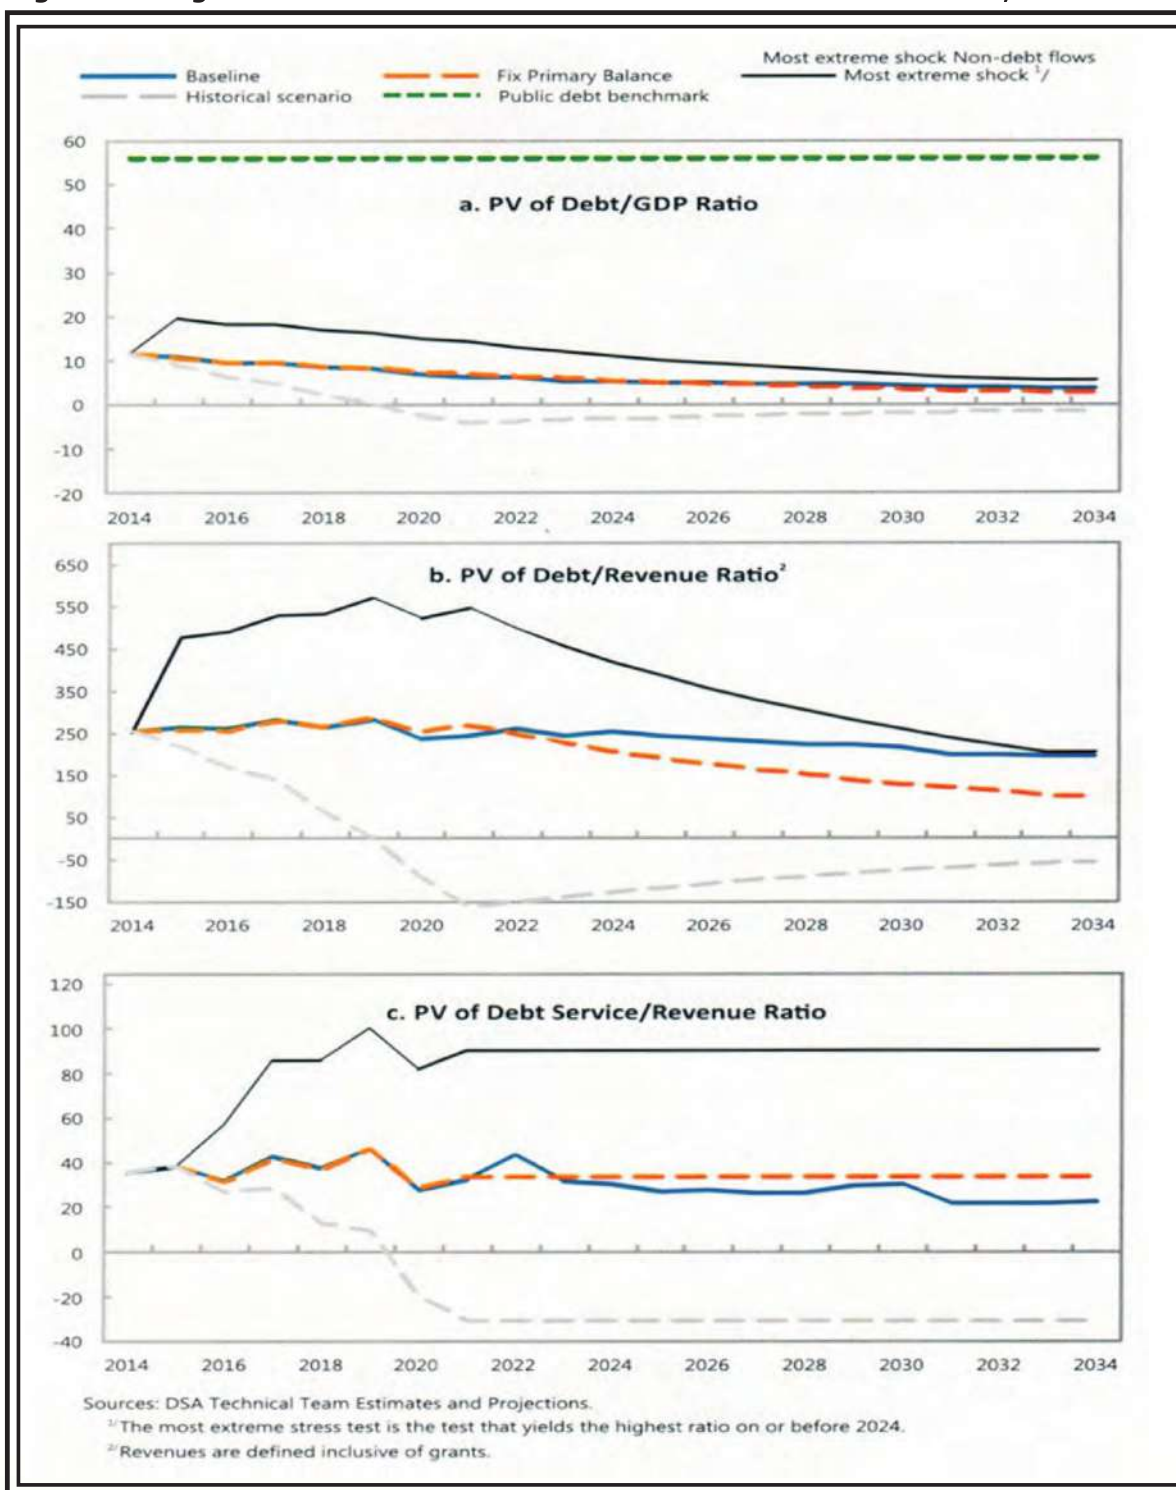 Most extreme shock Non-debt flows
Baseline Fix Primary Balance Most extreme shock 1/
Historical scenario Public debt benchmark
60
50
a. PV of Debt/GDP Ratio
40
30
20
10
0
-10
-20
2014 2016 2018 2020 2022 2024 2026 2028 2030 2032 2034
650
b. PV of Debt/Revenue Ratio2
550
450
350
250
150
50
-50
-150
2014 2016 2018 2020 2022 2024 2026 2028 2030 2032 2034
120
c. PV of Debt Service/Revenue Ratio
100
80
60
40
20
0
-20
-40
2014 2016 2018 2020 2022 2024 2026 2028 2030 2032 2034
Sources: DSA Technical Team Estimates and Projections.
1/ The most extreme stress test is the test that yields the highest ratio on or before 2024.
2/ Revenues are defined inclusive of grants.